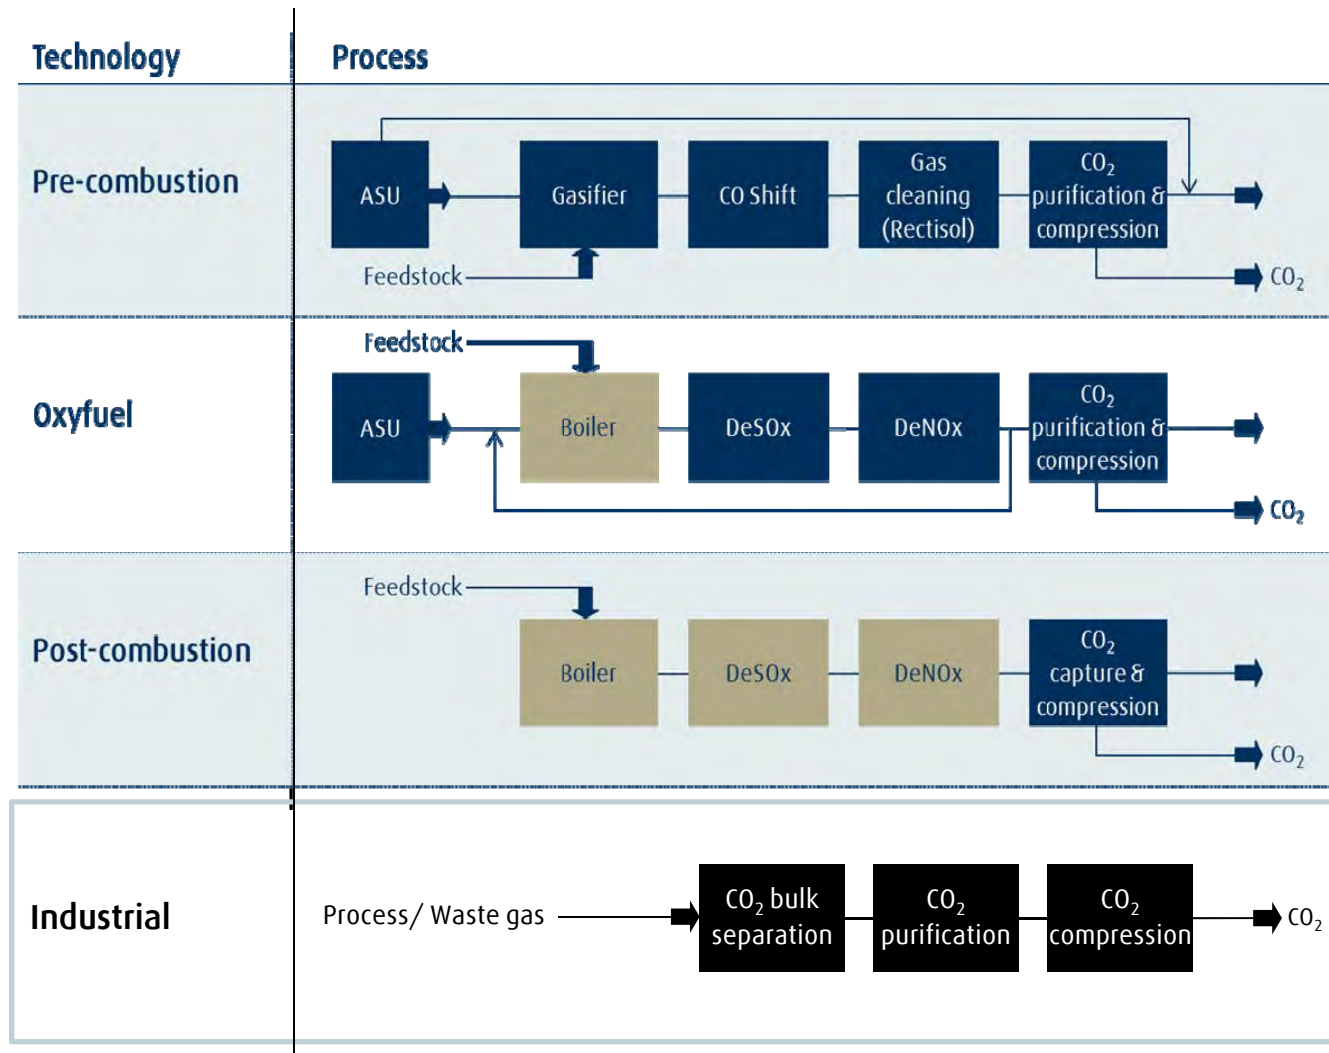 Technology
Process
Pre-combustion
ASU
Gasifier
CO Shift
Gas
cleaning
(Rectisol)
CO₂
purification &
compression
Feedstock
CO₂
Feedstock
Oxyfuel
ASU
Boiler
DeSOx
DeNOx
CO₂
purification &
compression
CO₂
Feedstock
Post-combustion
Boiler
DeSOx
DeNOx
CO₂
capture &
compression
CO₂
Industrial
Process/ Waste gas
CO₂ bulk
separation
CO₂
purification
CO₂
compression
CO₂